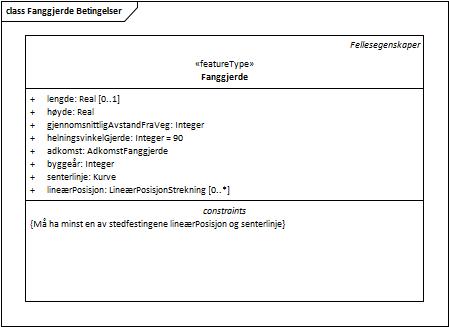 class Fanggjerde Betingelser
Fellesegenskaper
«featureType»
Fanggjerde
+ lengde: Real [0..1]
+ høyde: Real
+ gjennomsnittligAvstandFraVeg: Integer
+ helningsvinkelGjerde: Integer = 90
+ adkomst: AdkomstFanggjerde
+ byggeår: Integer
+ senterlinje: Kurve
+ lineærPosisjon: LineærPosisjonStrekning [0..*]
constraints
{Må ha minst en av stedfestingene lineærPosisjon og senterlinje}